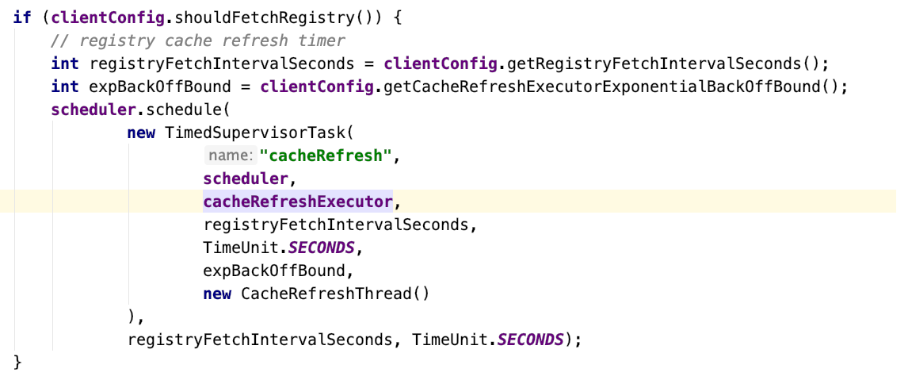 if (clientConfig.shouldFetchRegistry()) {
    // registry cache refresh timer
    int registryFetchIntervalSeconds = clientConfig.getRegistryFetchIntervalSeconds();
    int expBackOffBound = clientConfig.getCacheRefreshExecutorExponentialBackOffBound();
    scheduler.schedule(
            new TimedSupervisorTask(
                    name: "cacheRefresh",
                    scheduler,
                    cacheRefreshExecutor,
                    registryFetchIntervalSeconds,
                    TimeUnit.SECONDS,
                    expBackOffBound,
                    new CacheRefreshThread()
            ),
            registryFetchIntervalSeconds, TimeUnit.SECONDS);
}